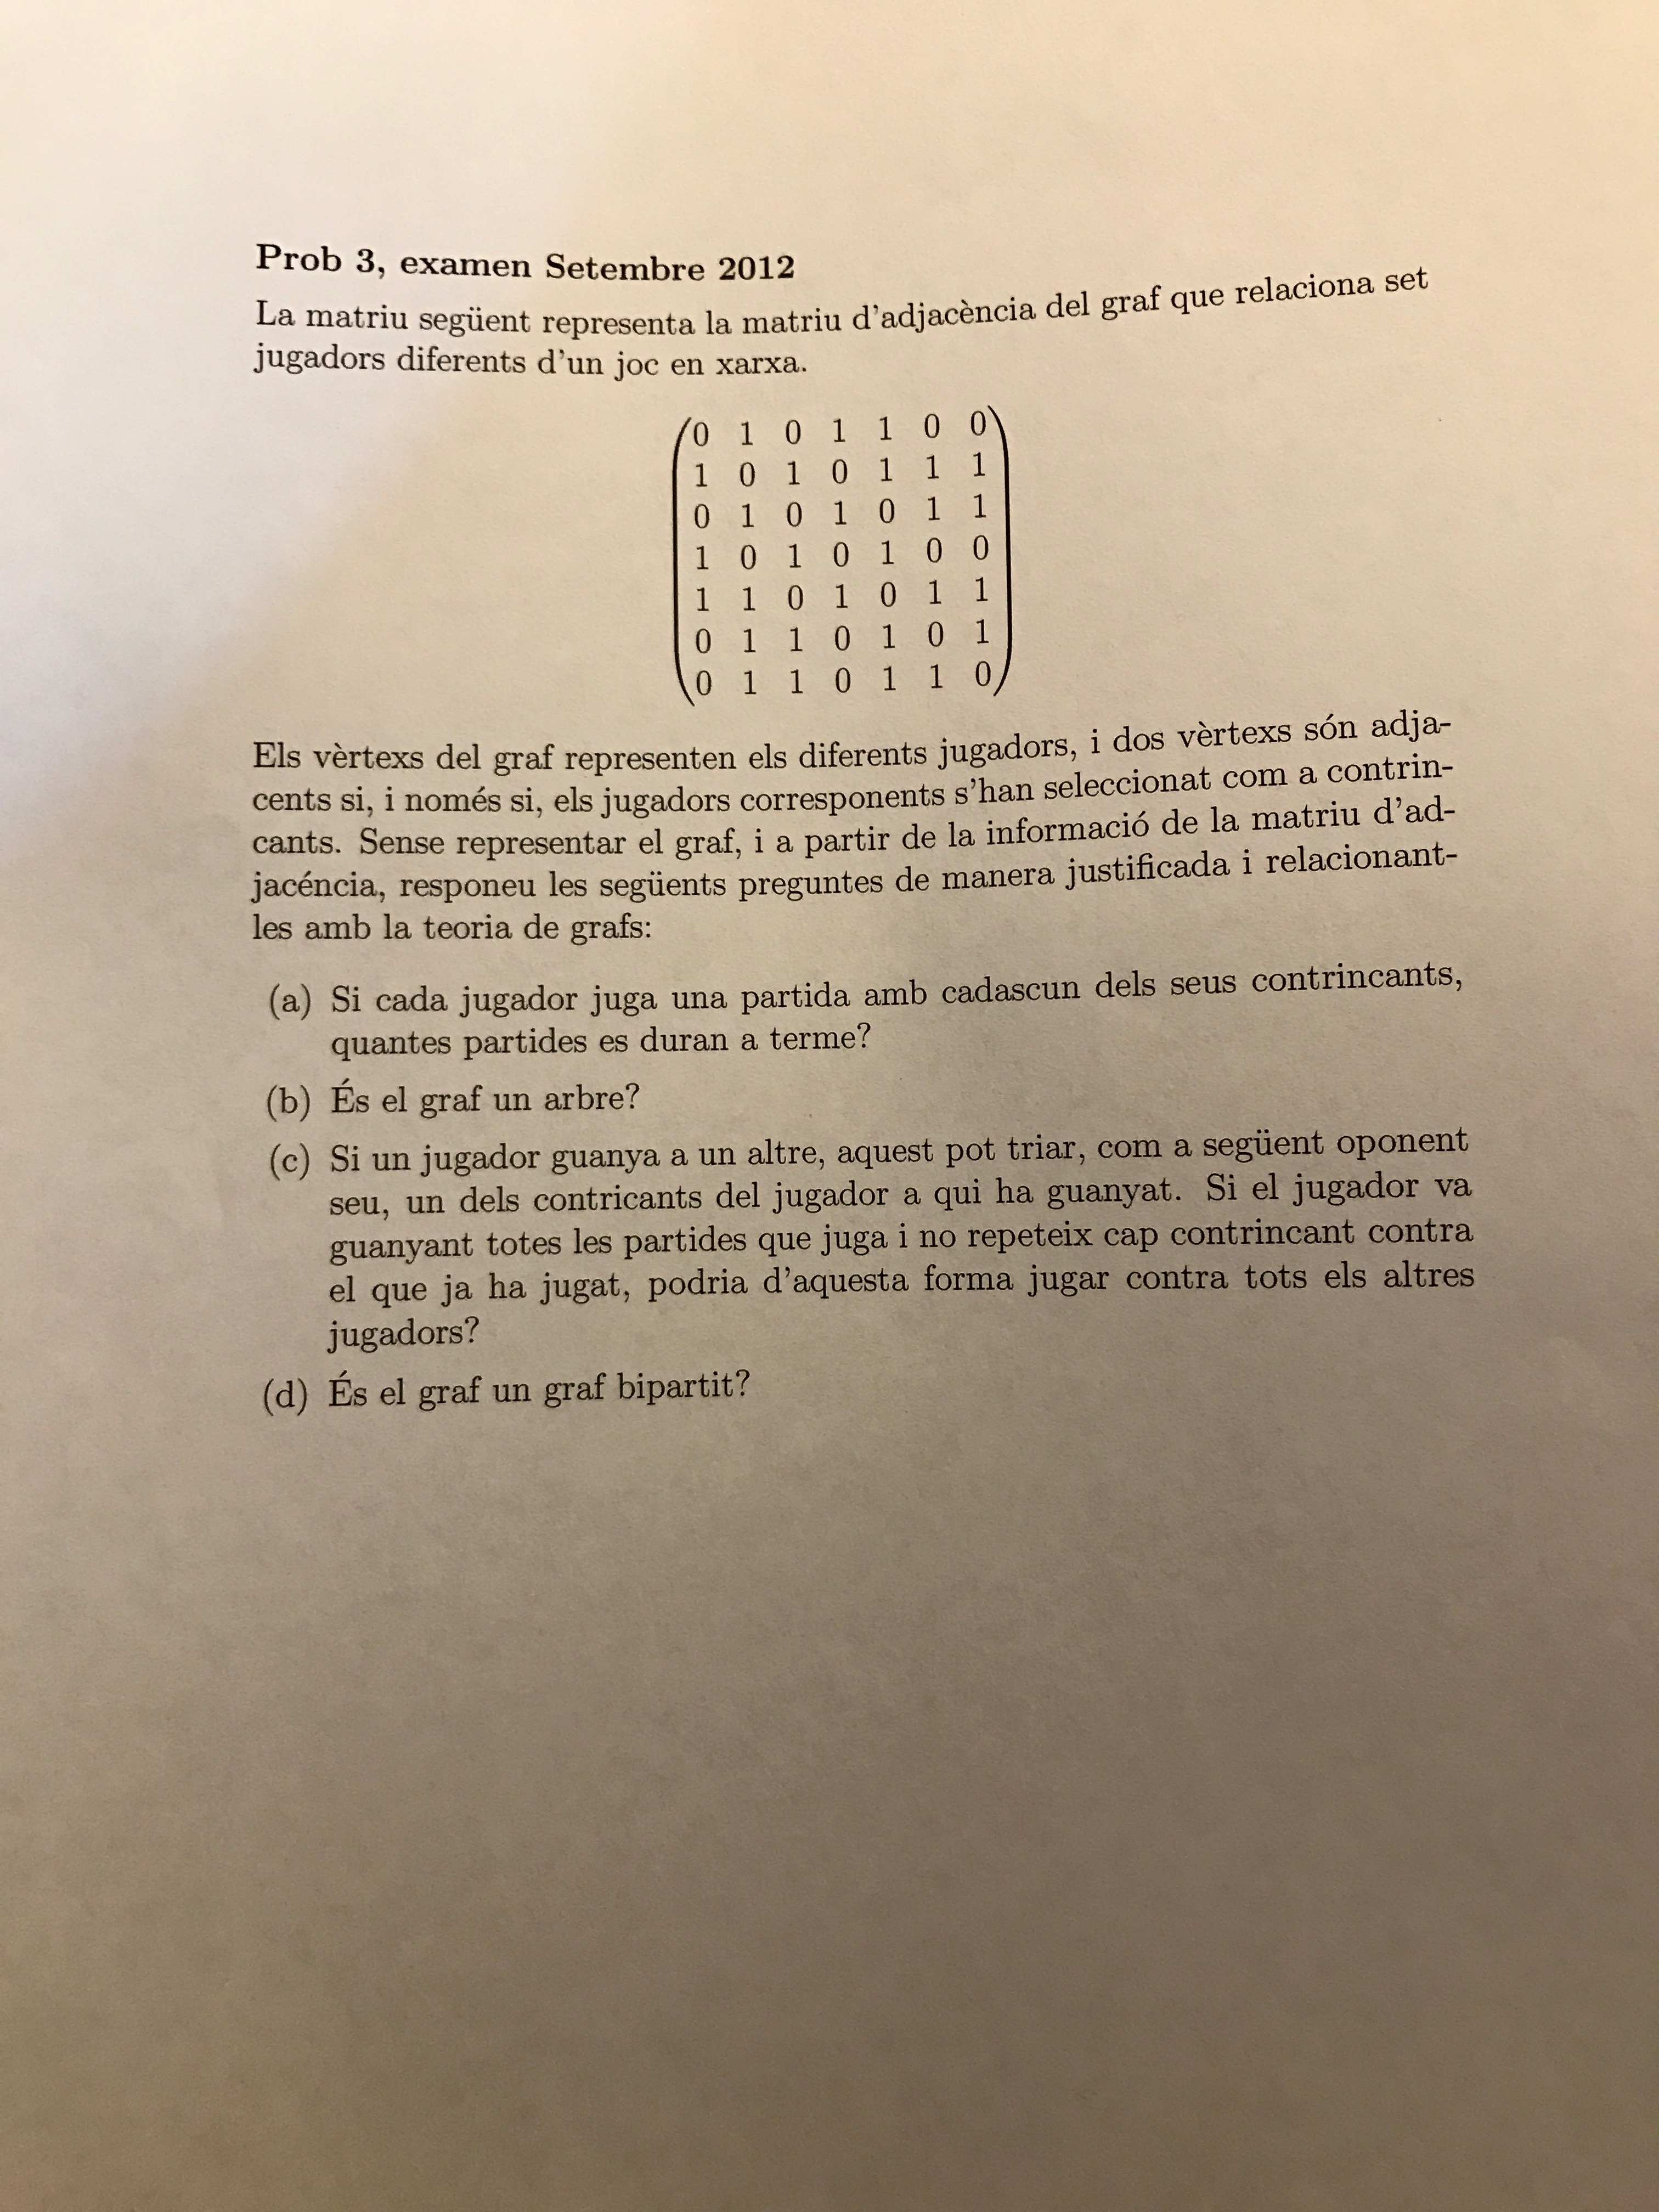 Prob 3, examen Setembre 2012
La matriu següent representa la matriu d'adjacència del graf que relaciona set
jugadors diferents d'un joc en xarxa.
0 1 0 1 1 0 0
1 0 1 0 1 1 1
0 1 0 1 0 1 1
1 0 1 0 1 0 0
1 1 0 1 0 1 1
0 1 1 0 1 0 1
0 1 1 0 1 1 0
Els vèrtexs del graf representen els diferents jugadors, i dos vèrtexs són adja-
cents si, i només si, els jugadors corresponents s'han seleccionat com a contrin-
cants. Sense representar el graf, i a partir de la informació de la matriu d'ad-
jacéncia, responeu les següents preguntes de manera justificada i relacionant-
les amb la teoria de grafs:
(a) Si cada jugador juga una partida amb cadascun dels seus contrincants,
quantes partides es duran a terme?
(b) És el graf un arbre?
(c) Si un jugador guanya a un altre, aquest pot triar, com a següent oponent
seu, un dels contricants del jugador a qui ha guanyat. Si el jugador va
guanyant totes les partides que juga i no repeteix cap contrincant contra
el que ja ha jugat, podria d'aquesta forma jugar contra tots els altres
jugadors?
(d) És el graf un graf bipartit?